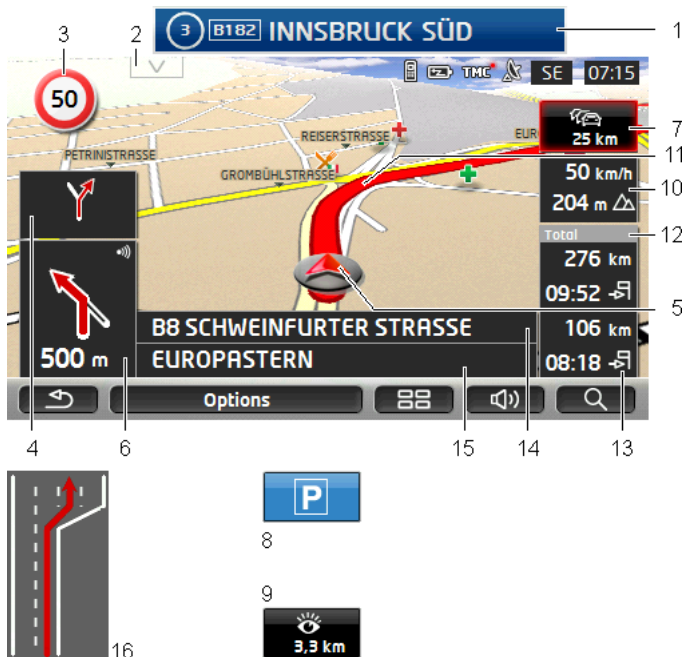 3 B182 INNSBRUCK SÜD
1
3
2
TMC SE 07:15
50
25 km
7
REISERSTRASSE
EUR
11
PETRINISTRASSE
GROMBÜHLSTRASSE
50 km/h
10
204 m
Total
12
276 km
09:52
5
B8 SCHWEINFURTER STRASSE
106 km
500 m
EUROPASTERN
08:18
Options
4
6
15
14
13
P
8
9
3,3 km
16